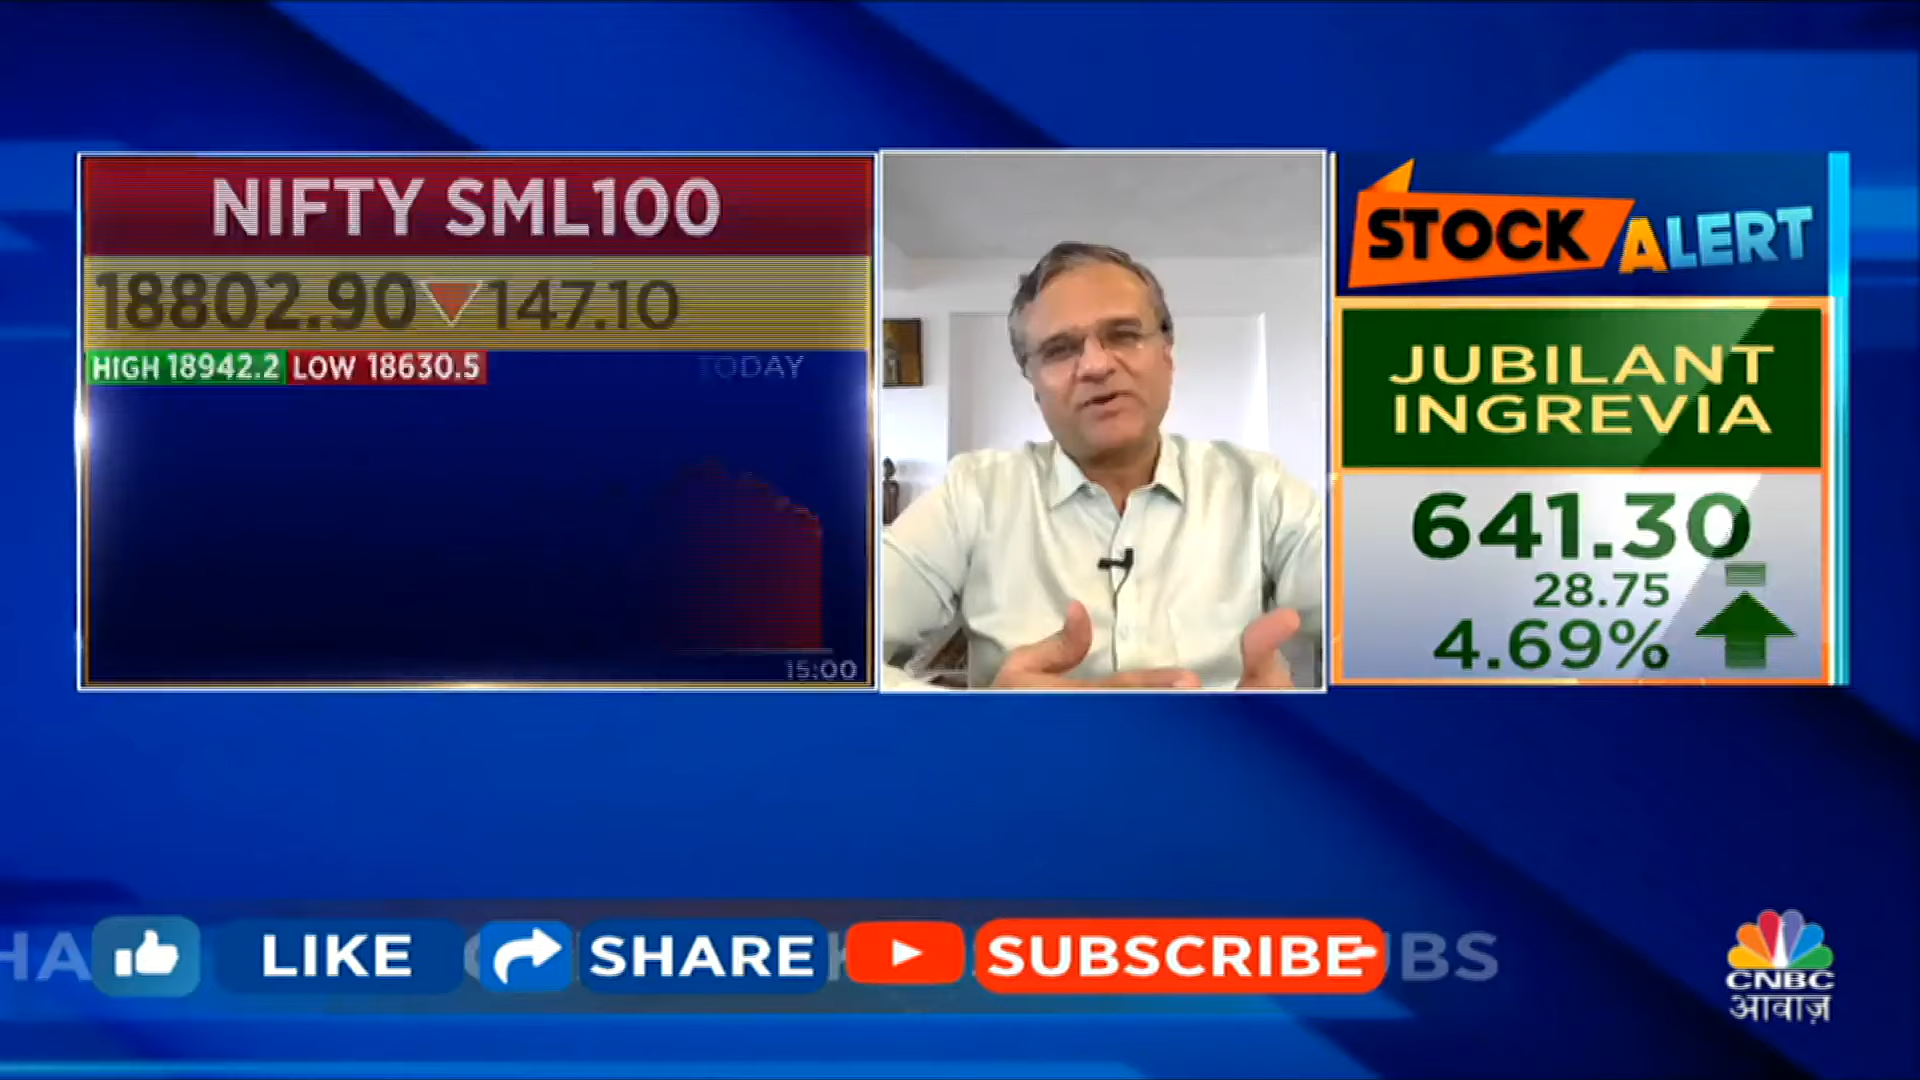 NIFTY SML100
18802.90 147.10
HIGH 18942.2 LOW 18630.5
TODAY
15:00
STOCK ALERT
JUBILANT
INGREVIA
641.30
28.75
4.69%
LIKE
SHARE
SUBSCRIBE
CNBC
आवाज़